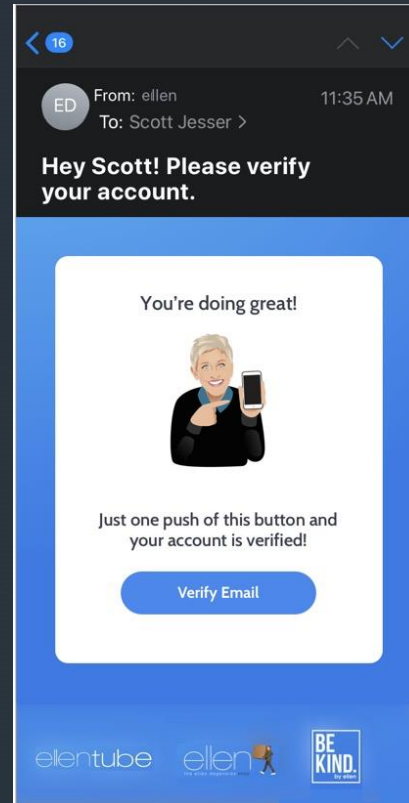 16
ED
From: ellen
11:35 AM
To: Scott Jesser >
Hey Scott! Please verify
your account.
You're doing great!
Just one push of this button and
your account is verified!
Verify Email
ellentube
ellen
BE
KIND.
by ellen